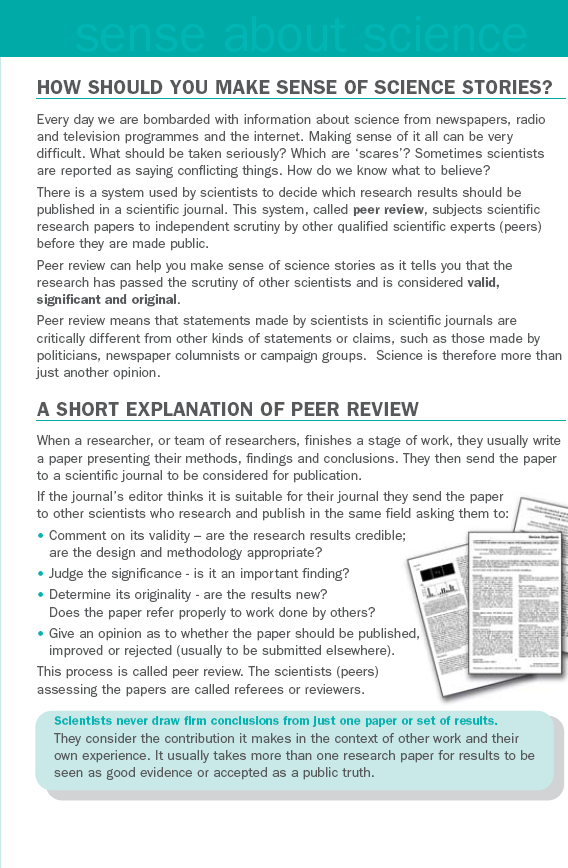 sense about science
HOW SHOULD YOU MAKE SENSE OF SCIENCE STORIES?
Every day we are bombarded with information about science from newspapers, radio
and television programmes and the internet. Making sense of it all can be very
difficult. What should be taken seriously? Which are ‘scares’? Sometimes scientists
are reported as saying conflicting things. How do we know what to believe?
There is a system used by scientists to decide which research results should be
published in a scientific journal. This system, called peer review, subjects scientific
research papers to independent scrutiny by other qualified scientific experts (peers)
before they are made public.
Peer review can help you make sense of science stories as it tells you that the
research has passed the scrutiny of other scientists and is considered valid,
significant and original.
Peer review means that statements made by scientists in scientific journals are
critically different from other kinds of statements or claims, such as those made by
politicians, newspaper columnists or campaign groups.  Science is therefore more than
just another opinion.
A SHORT EXPLANATION OF PEER REVIEW
When a researcher, or team of researchers, finishes a stage of work, they usually write
a paper presenting their methods, findings and conclusions. They then send the paper
to a scientific journal to be considered for publication.
If the journal’s editor thinks it is suitable for their journal they send the paper
to other scientists who research and publish in the same field asking them to:
• Comment on its validity – are the research results credible;
are the design and methodology appropriate?
• Judge the significance - is it an important finding?
• Determine its originality - are the results new?
Does the paper refer properly to work done by others?
• Give an opinion as to whether the paper should be published,
improved or rejected (usually to be submitted elsewhere).
This process is called peer review. The scientists (peers)
assessing the papers are called referees or reviewers.
Scientists never draw firm conclusions from just one paper or set of results.
They consider the contribution it makes in the context of other work and their
own experience. It usually takes more than one research paper for results to be
seen as good evidence or accepted as a public truth.